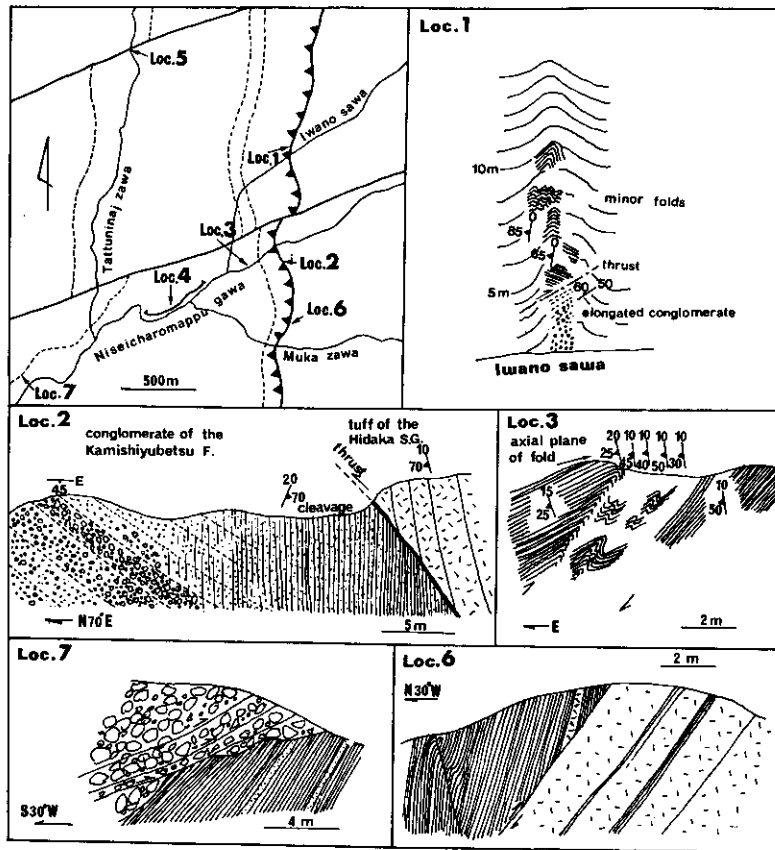 Loc.5
Tattuninaj zawa
Loc.1
Iwano sawa
Loc.3
Loc.2
Loc.4
Niseicharomappu gawa
Loc.6
Muka zawa
Loc.7
500m
Loc.1
10m
minor folds
0
85
0
65
thrust
5m
60 50
elongated conglomerate
Iwano sawa
Loc.2
conglomerate of the
Kamishiyubetsu F.
tuff of the
Hidaka S.G.
thrust
10
70
E
45
20
70
cleavage
N70°E
5m
Loc.3
axial plane
of fold
20 10 10 10 10
25 45 40 50 30
15
25
10
50
E
2m
Loc.7
S30°W
4m
Loc.6
2m
N30°W